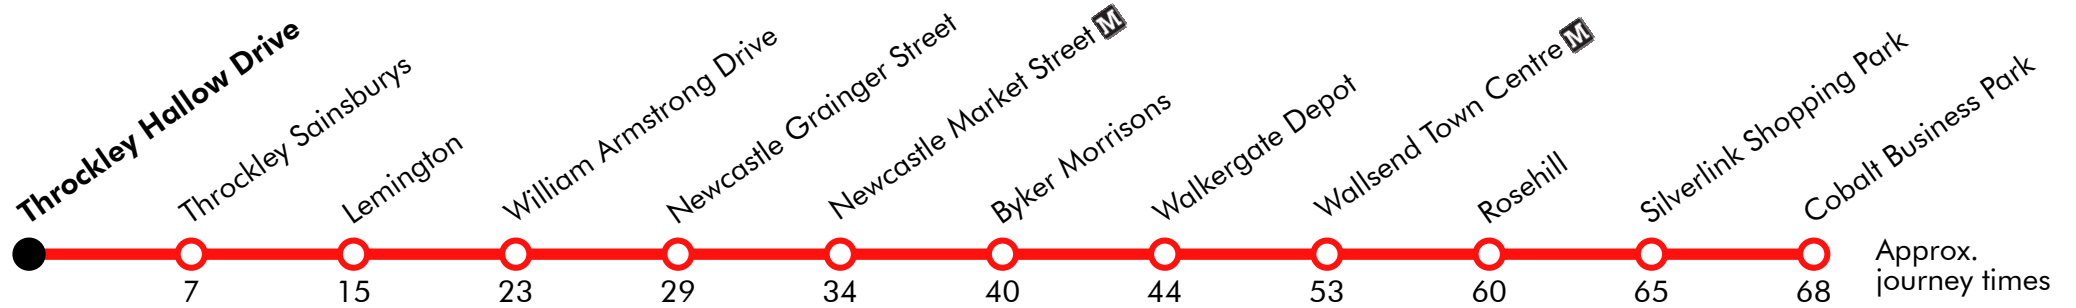 Throckley Hallow Drive
Throckley Sainsburys
Lemington
William Armstrong Drive
Newcastle Grainger Street
Newcastle Market Street M
Byker Morrisons
Walkergate Depot
Wallsend Town Centre M
Rosehill
Silverlink Shopping Park
Cobalt Business Park
7 15 23 29 34 40 44 53 60 65 68
Approx.
journey times